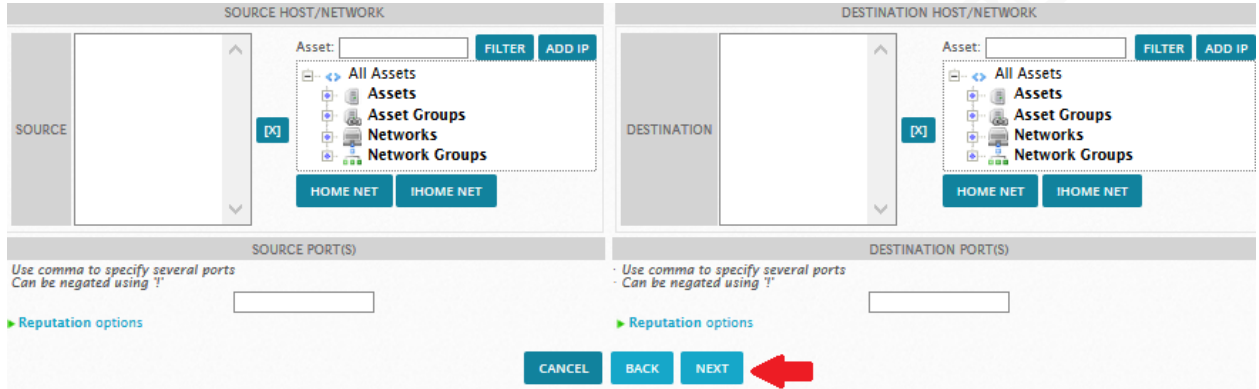 SOURCE HOST/NETWORK
SOURCE
[X]
Asset:
FILTER
ADD IP
All Assets
Assets
Asset Groups
Networks
Network Groups
HOME NET
!HOME NET
DESTINATION HOST/NETWORK
DESTINATION
[X]
Asset:
FILTER
ADD IP
All Assets
Assets
Asset Groups
Networks
Network Groups
HOME NET
!HOME NET
SOURCE PORT(S)
Use comma to specify several ports
Can be negated using '!'
Reputation options
DESTINATION PORT(S)
· Use comma to specify several ports
· Can be negated using '!'
Reputation options
CANCEL
BACK
NEXT